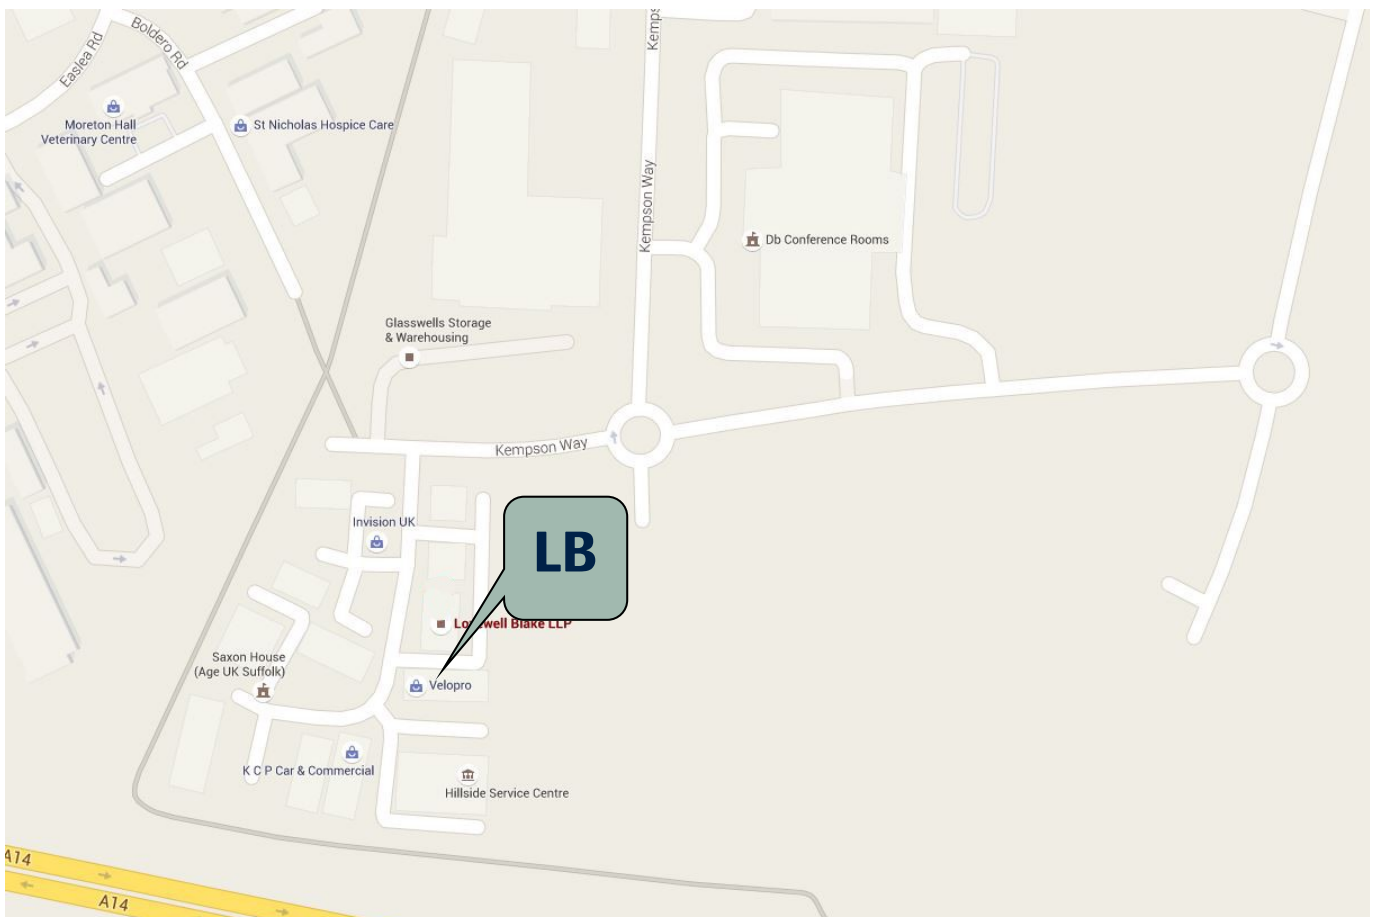 Easlea Rd
Boldero Rd
Kemps
Moreton Hall
Veterinary Centre
St Nicholas Hospice Care
Kempson Way
Db Conference Rooms
Glasswells Storage
& Warehousing
Kempson Way
Invision UK
LB
well Blake LLP
Saxon House
(Age UK Suffolk)
Velopro
K C P Car & Commercial
Hillside Service Centre
A14
A14